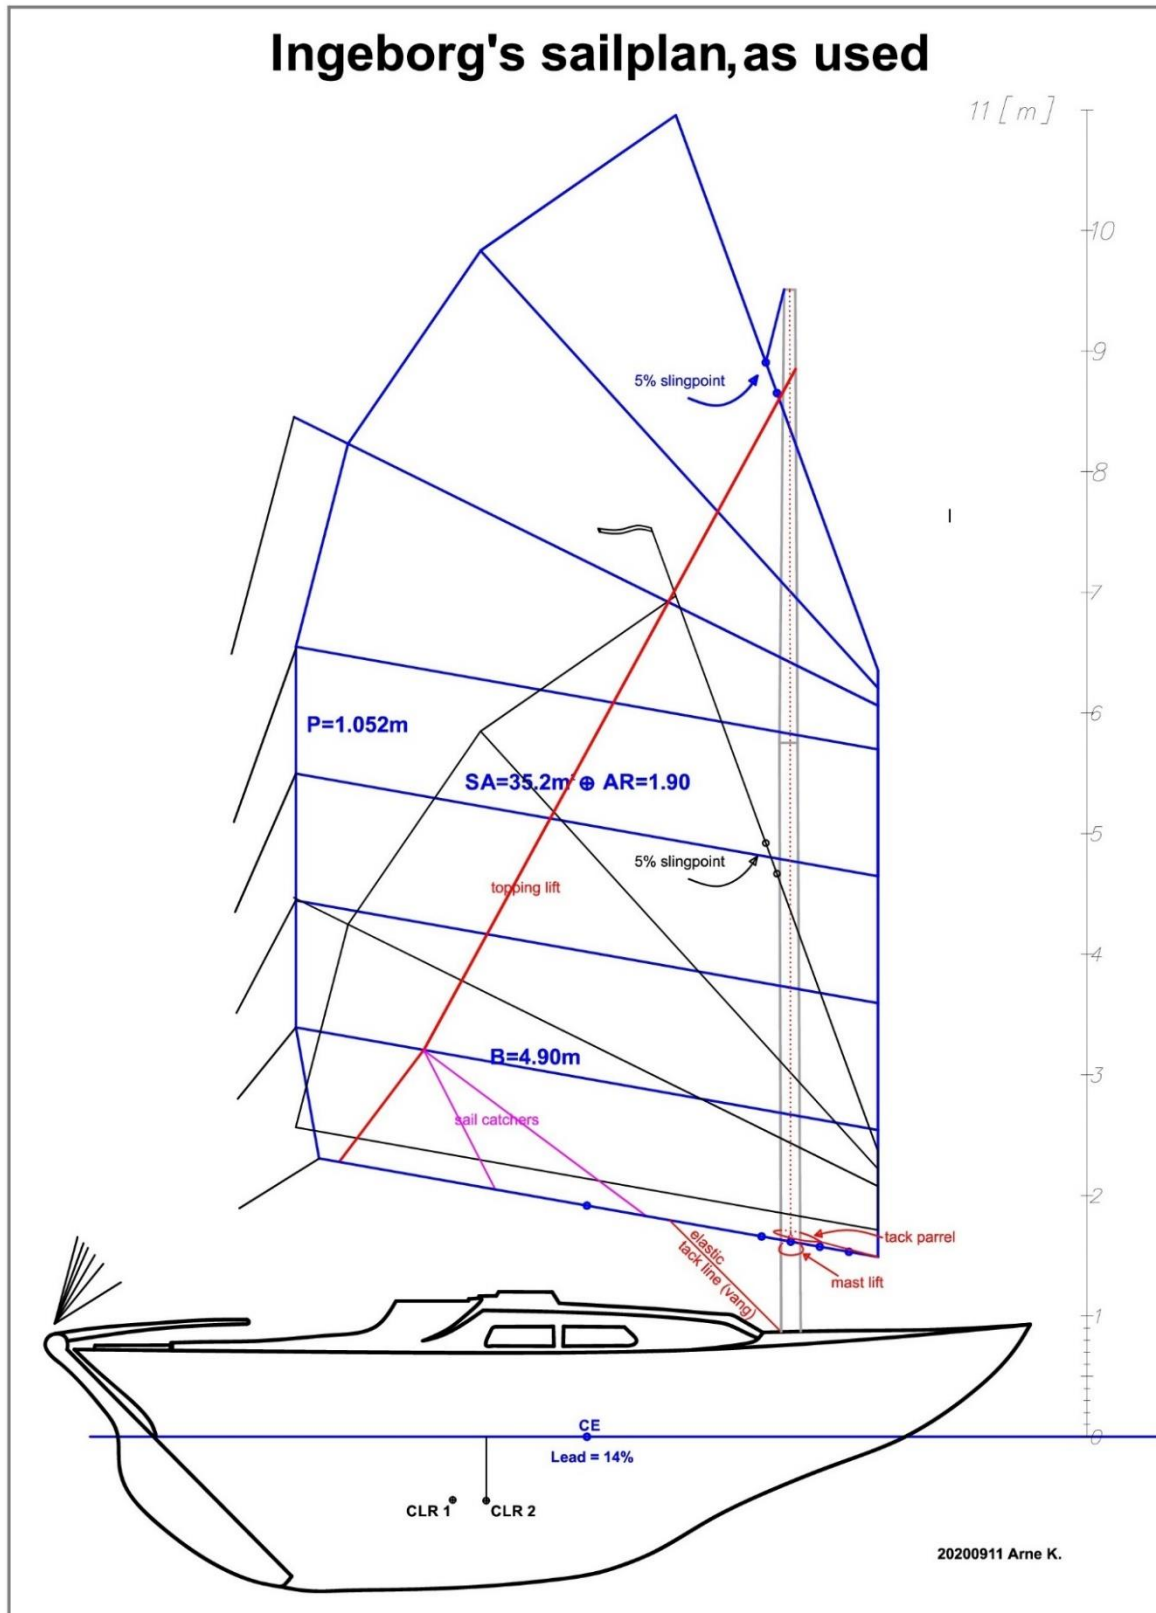 Ingeborg's sailplan, as used
11 [ m ]
10
9
5% slingpoint
8
7
6
P=1.052m
SA=35.2m² ⊕ AR=1.90
5
5% slingpoint
topping lift
4
B=4.90m
3
sail catchers
2
elastic
tack line (vang)
tack parrel
mast lift
1
CE
0
Lead = 14%
CLR 1
CLR 2
20200911 Arne K.